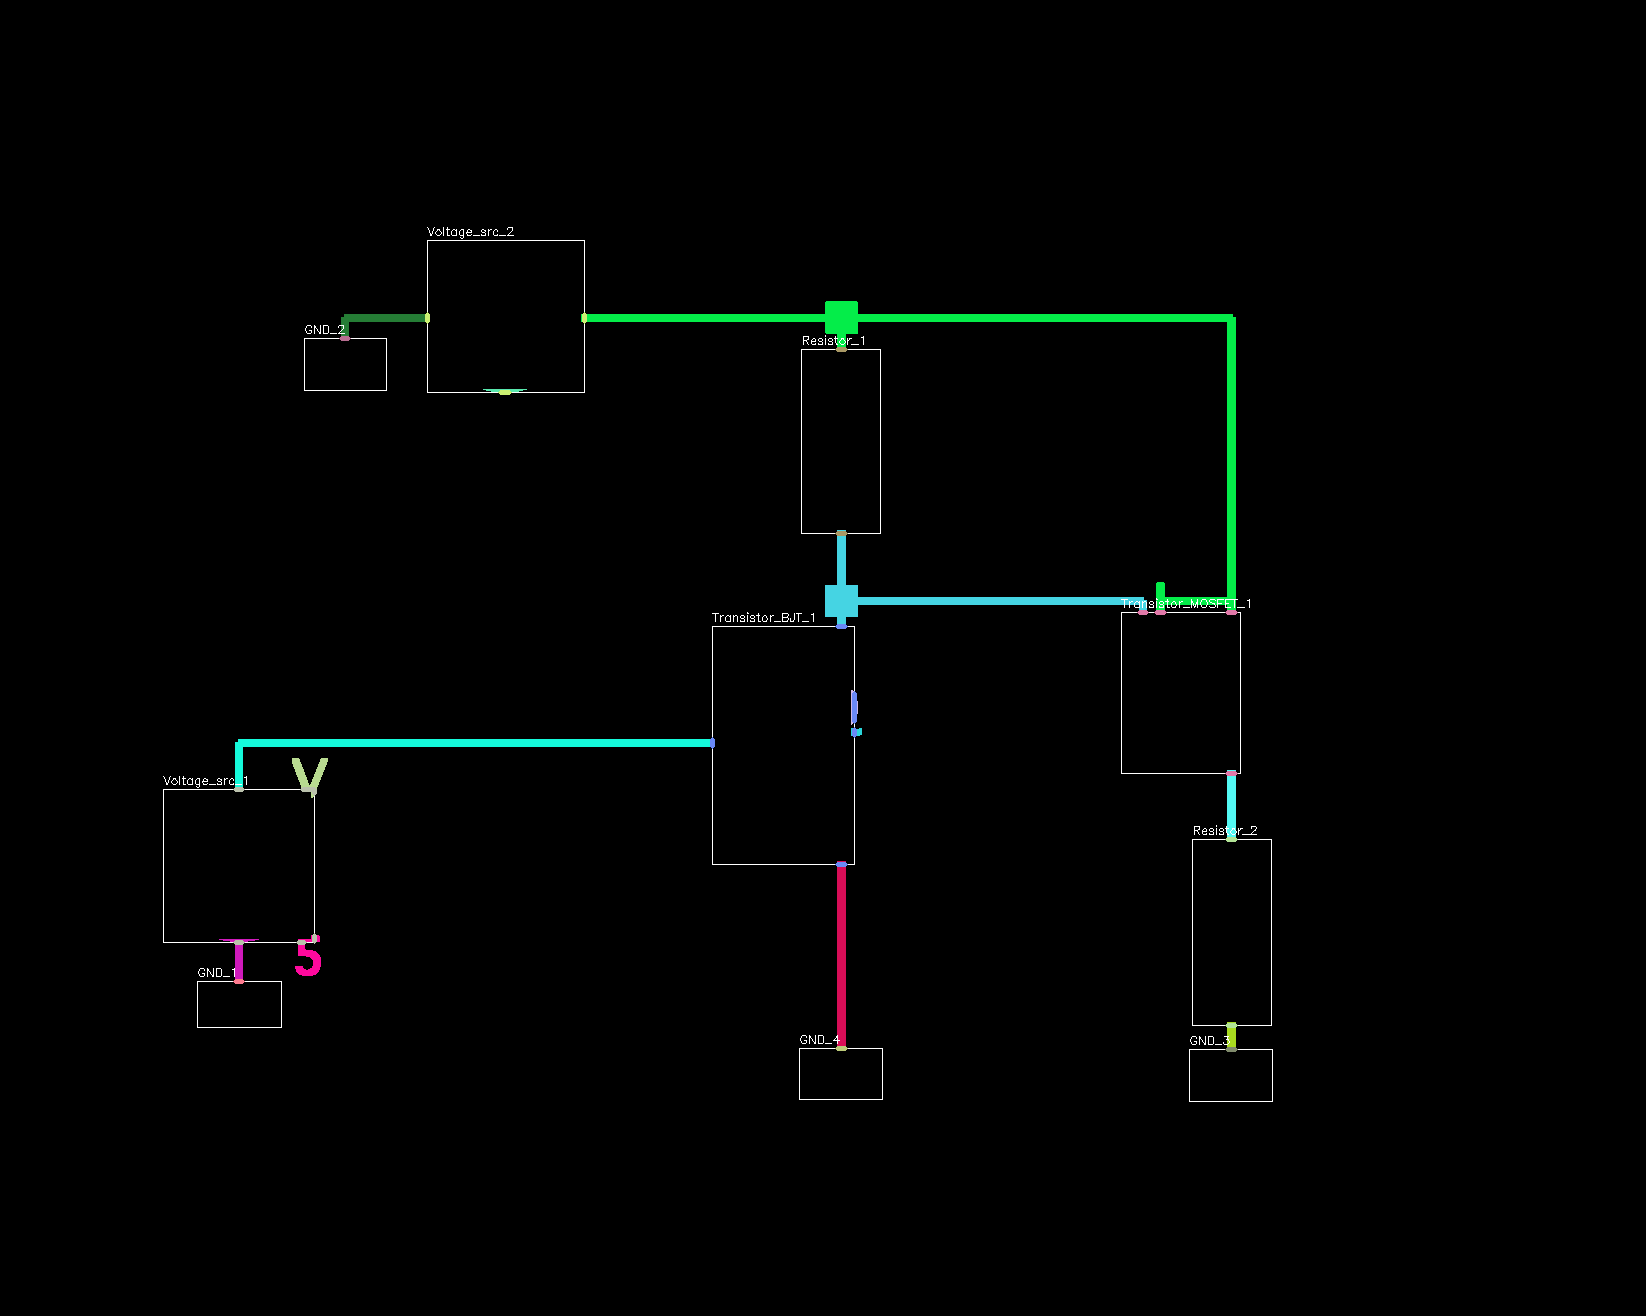 Voltage_src_2
GND_2
Resistor_1
Transistor_MOSFET_1
Transistor_BJT_1
Voltage_src_1
V
Resistor_2
5
GND_1
GND_4
GND_3